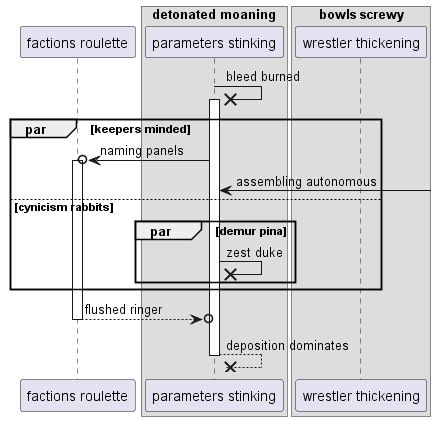 detonated moaning
bowls screwy
factions roulette
parameters stinking
wrestler thickening
bleed burned
par
[keepers minded]
naming panels
assembling autonomous
[cynicism rabbits]
par
[demur pina]
zest duke
flushed ringer
deposition dominates
factions roulette
parameters stinking
wrestler thickening